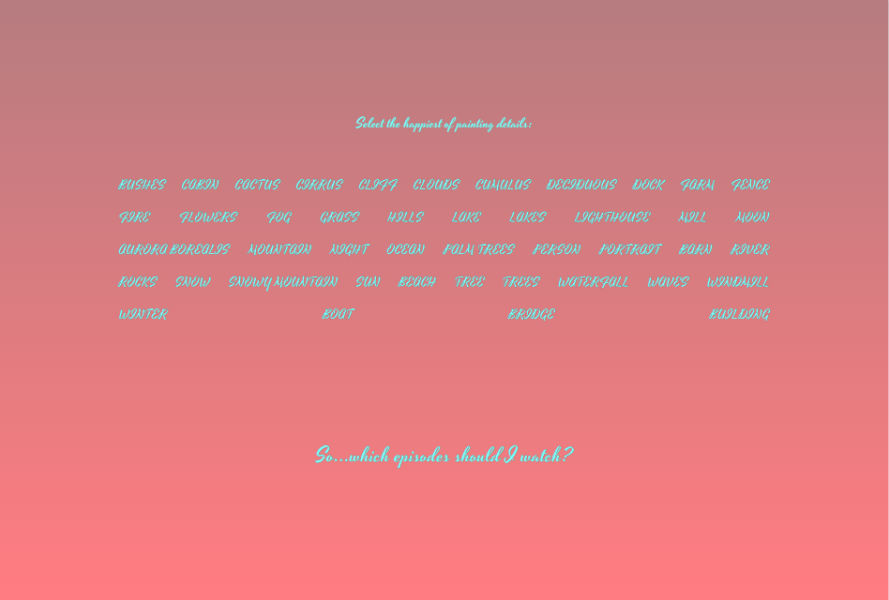 Select the happiest of painting details:
BUSHES CABIN CACTUS CIRRUS CLIFF CLOUDS CUMULUS DECIDUOUS DOCK FARM FENCE
FIRE FLOWERS FOG GRASS HILLS LAKE LAKES LIGHTHOUSE MILL MOON
AURORA BOREALIS MOUNTAIN NIGHT OCEAN PALM TREES PERSON PORTRAIT BARN RIVER
ROCKS SNOW SNOWY MOUNTAIN SUN BEACH TREE TREES WATERFALL WAVES WINDMILL
WINTER BOAT BRIDGE BUILDING
So...which episodes should I watch?